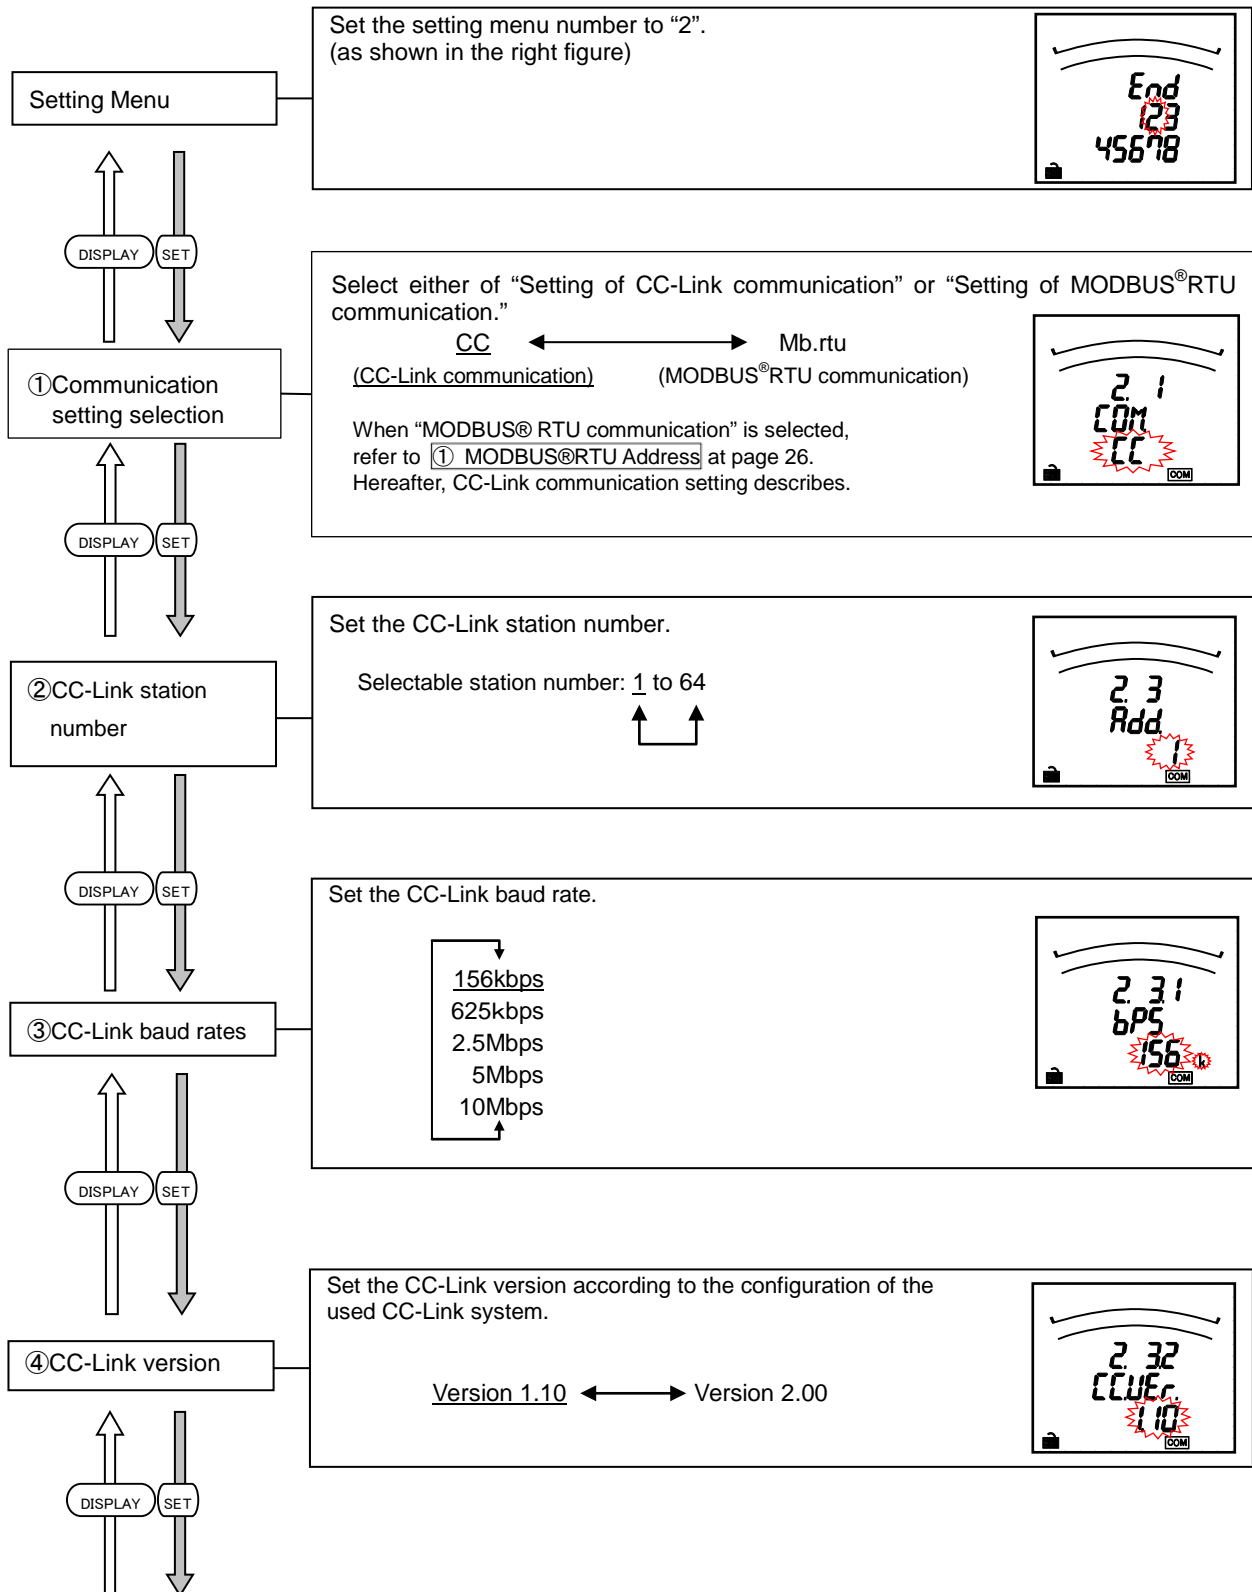 Set the setting menu number to “2”.
(as shown in the right figure)
Setting Menu
End
123
45678
DISPLAY SET
Select either of “Setting of CC-Link communication” or “Setting of MODBUS®RTU
communication.”
CC Mb.rtu
(CC-Link communication) (MODBUS®RTU communication)
When “MODBUS® RTU communication” is selected,
refer to ① MODBUS®RTU Address at page 26.
Hereafter, CC-Link communication setting describes.
①Communication
setting selection
2. 1
COM
CC
COM
DISPLAY SET
Set the CC-Link station number.
Selectable station number: 1 to 64
②CC-Link station
number
2. 3
Add.
1
COM
DISPLAY SET
Set the CC-Link baud rate.
156kbps
625kbps
2.5Mbps
5Mbps
10Mbps
③CC-Link baud rates
2. 3.1
bPS
156 k
COM
DISPLAY SET
Set the CC-Link version according to the configuration of the
used CC-Link system.
Version 1.10 Version 2.00
④CC-Link version
2. 3.2
CC.VEr.
1.10
COM
DISPLAY SET